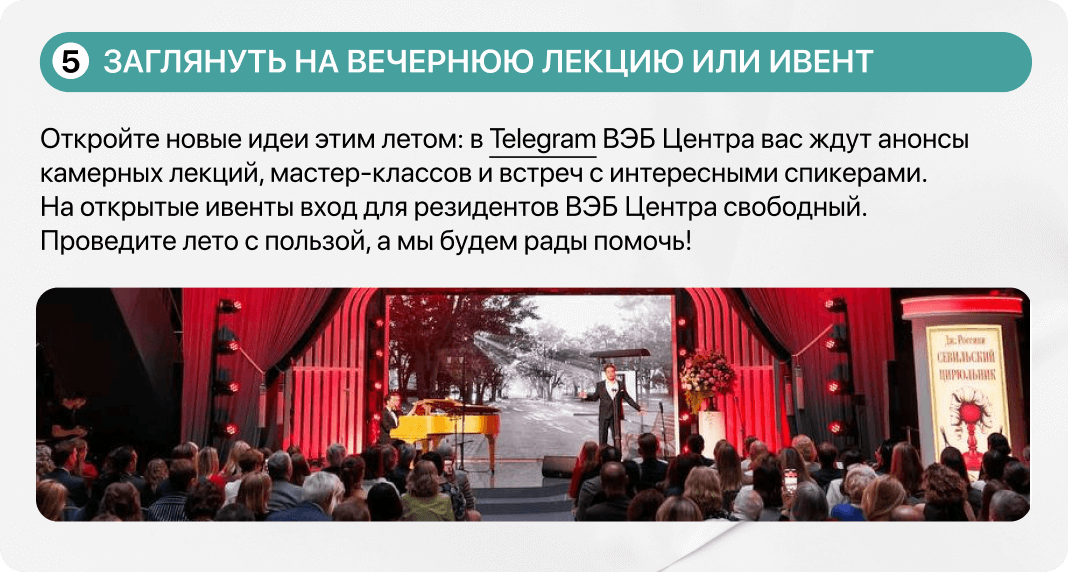 5 ЗАГЛЯНУТЬ НА ВЕЧЕРНЮЮ ЛЕКЦИЮ ИЛИ ИВЕНТ
Откройте новые идеи этим летом: в Telegram ВЭБ Центра вас ждут анонсы
камерных лекций, мастер-классов и встреч с интересными спикерами.
На открытые ивенты вход для резидентов ВЭБ Центра свободный.
Проведите лето с пользой, а мы будем рады помочь!
Дж. Россини
СЕВИЛЬСКИЙ
ЦИРЮЛЬНИК